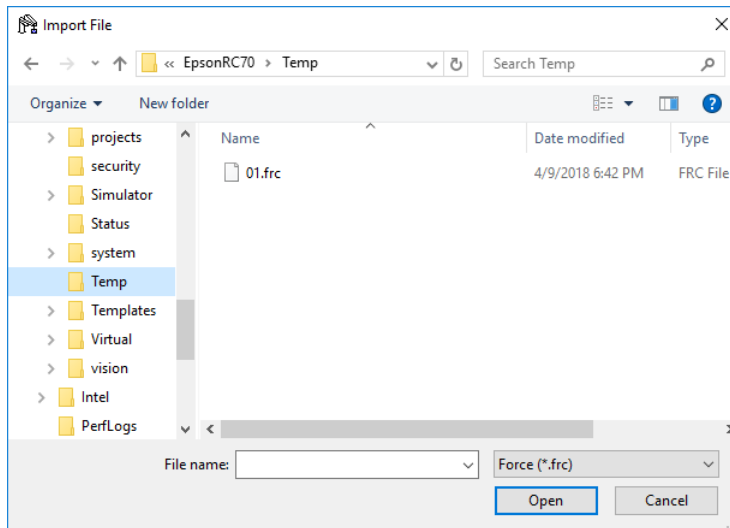 Import File
« EpsonRC70 › Temp
Search Temp
Organize
New folder
Name
Date modified
Type
projects
security
Simulator
Status
system
Temp
Templates
Virtual
vision
Intel
PerfLogs
01.frc
4/9/2018 6:42 PM
FRC File
File name:
Force (*.frc)
Open
Cancel